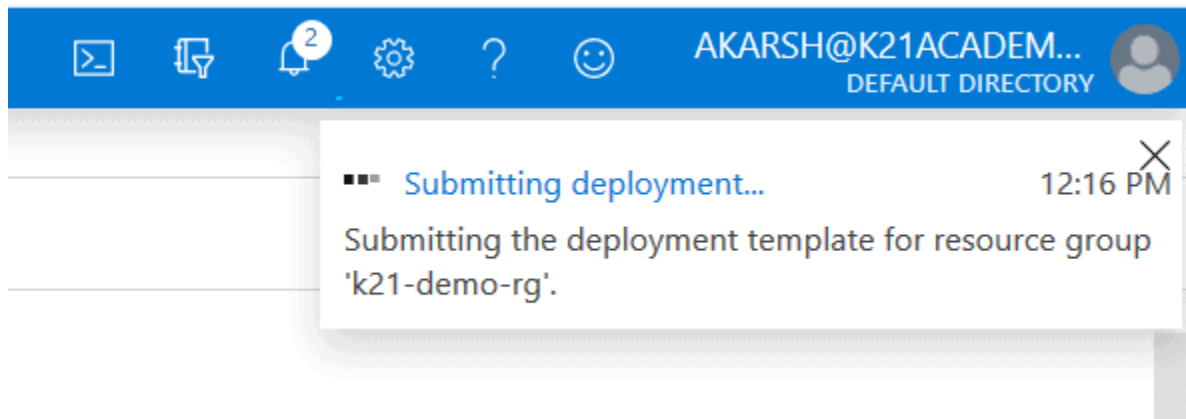 2
AKARSH@K21ACADEM...
DEFAULT DIRECTORY
Submitting deployment...
12:16 PM
Submitting the deployment template for resource group
'k21-demo-rg'.